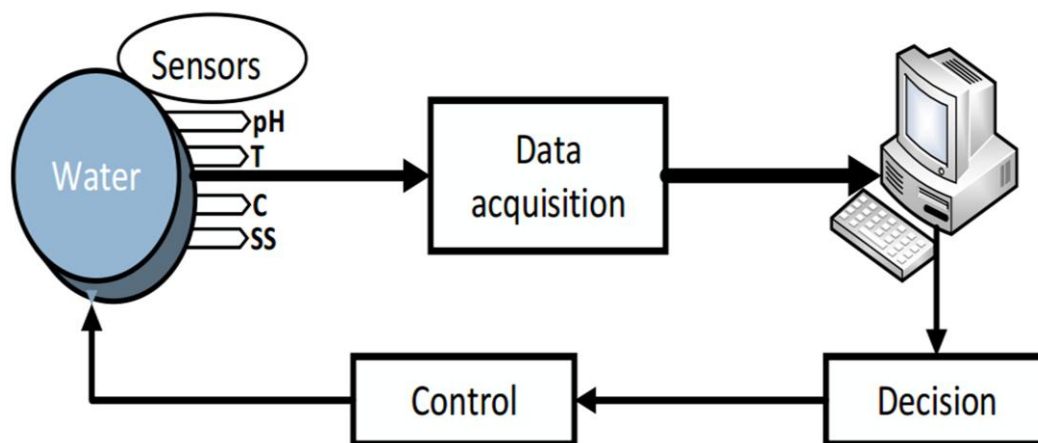 Sensors
Water
pH
T
C
SS
Data
acquisition
Control
Decision